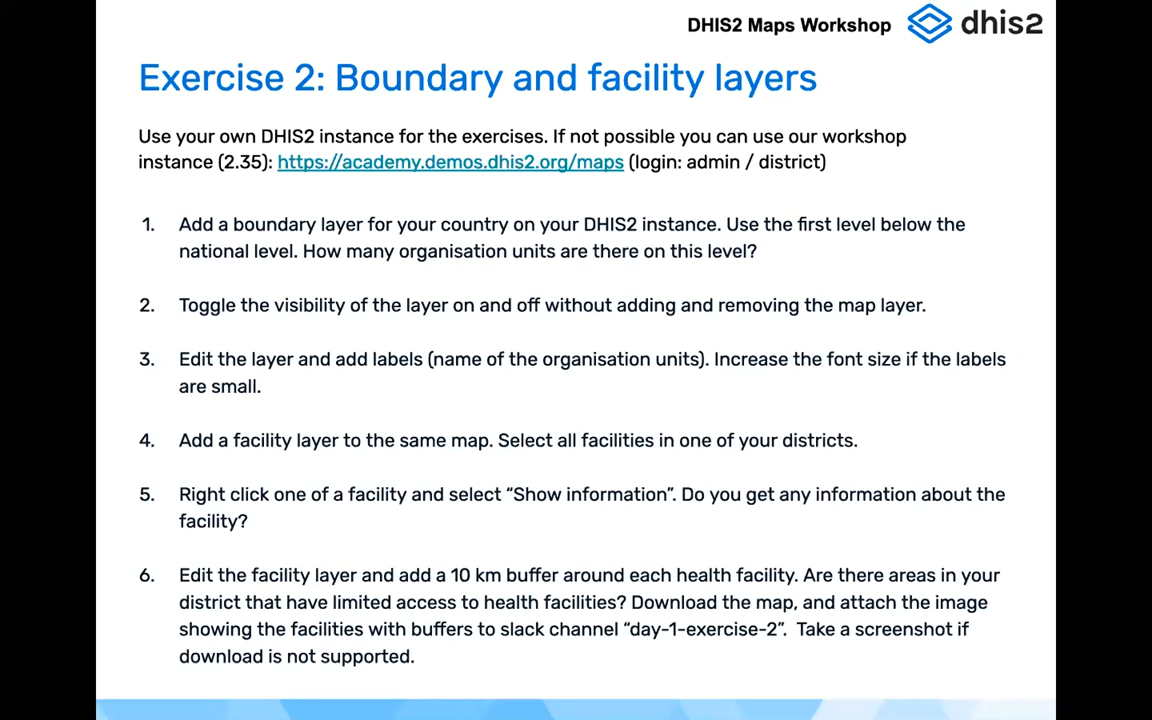 DHIS2 Maps Workshop
dhis2
Exercise 2: Boundary and facility layers
Use your own DHIS2 instance for the exercises. If not possible you can use our workshop
instance (2.35): https://academy.demos.dhis2.org/maps (login: admin / district)
1. Add a boundary layer for your country on your DHIS2 instance. Use the first level below the
national level. How many organisation units are there on this level?
2. Toggle the visibility of the layer on and off without adding and removing the map layer.
3. Edit the layer and add labels (name of the organisation units). Increase the font size if the labels
are small.
4. Add a facility layer to the same map. Select all facilities in one of your districts.
5. Right click one of a facility and select “Show information”. Do you get any information about the
facility?
6. Edit the facility layer and add a 10 km buffer around each health facility. Are there areas in your
district that have limited access to health facilities? Download the map, and attach the image
showing the facilities with buffers to slack channel “day-1-exercise-2”. Take a screenshot if
download is not supported.